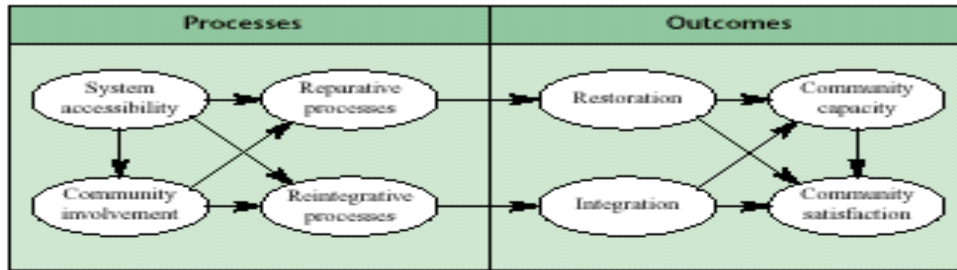 Processes
Outcomes
System
accessibility
Reparative
processes
Restoration
Community
capacity
Community
involvement
Reintegrative
processes
Integration
Community
satisfaction